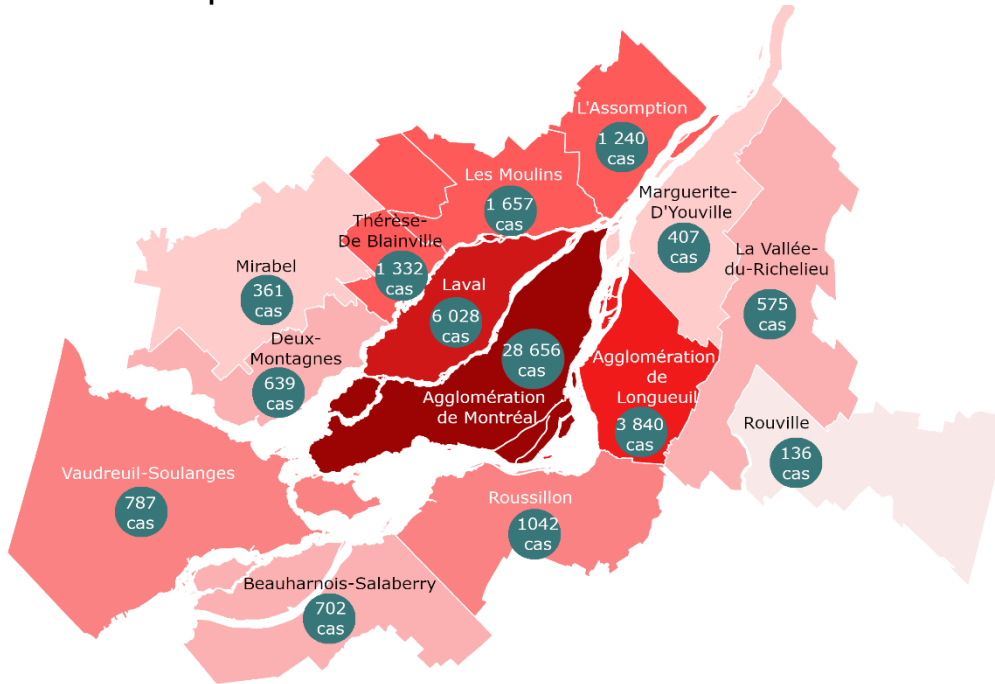 L'Assomption
1 240
cas
Les Moulins
1 657
cas
Marguerite-
D'Youville
407
cas
Thérèse-
De Blainville
1 332
cas
La Vallée-
du-Richelieu
575
cas
Mirabel
361
cas
Laval
6 028
cas
Deux-
Montagnes
639
cas
28 656
cas
Agglomération
de Montréal
Agglomération
de
Longueuil
3 840
cas
Rouville
136
cas
Vaudreuil-Soulanges
787
cas
Roussillon
1042
cas
Beauharnois-Salaberry
702
cas